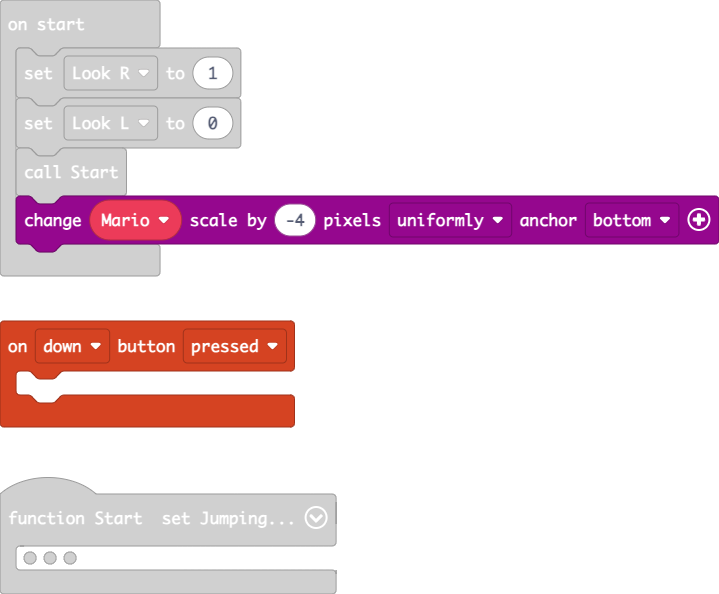 on start
set Look R to 1
set Look L to 0
call Start
change Mario scale by -4 pixels uniformly anchor bottom
on down button pressed
function Start set Jumping...